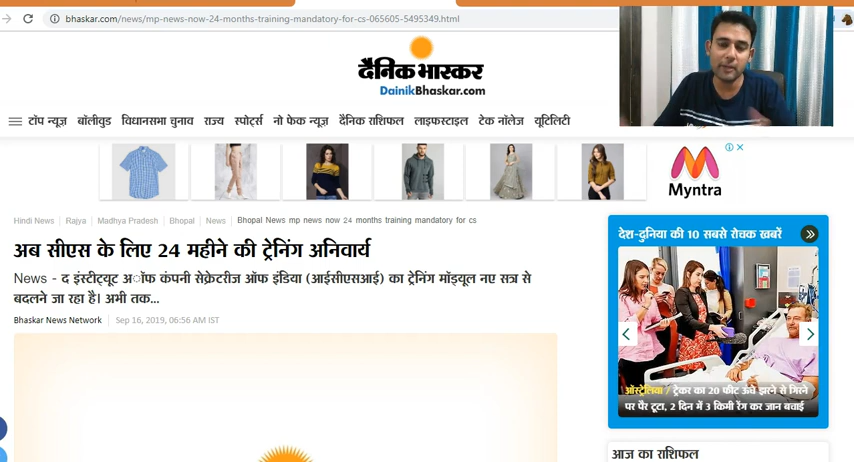 bhaskar.com/news/mp-news-now-24-months-training-mandatory-for-cs-065605-5495349.html
दैनिक भास्कर
DainikBhaskar.com
टॉप न्यूज़ बॉलीवुड विधानसभा चुनाव राज्य स्पोर्ट्स नो फेक न्यूज़ दैनिक राशिफल लाइफस्टाइल टेक नॉलेज यूटिलिटी
Myntra
Hindi News Rajya Madhya Pradesh Bhopal News Bhopal News mp news now 24 months training mandatory for cs
अब सीएस के लिए 24 महीने की ट्रेनिंग अनिवार्य
News - द इंस्टीट्यूट अॉफ कंपनी सेक्रेटरीज ऑफ इंडिया (आईसीएसआई) का ट्रेनिंग मॉड्यूल नए सत्र से
बदलने जा रहा है। अभी तक...
Bhaskar News Network Sep 16, 2019, 06:56 AM IST
देश-दुनिया की 10 सबसे रोचक ख़बरें
ऑस्ट्रेलिया / ट्रेकर का 20 फीट ऊंचे झरने से गिरने
पर पैर टूटा, 2 दिन में 3 किमी रेंग कर जान बचाई
आज का राशिफल